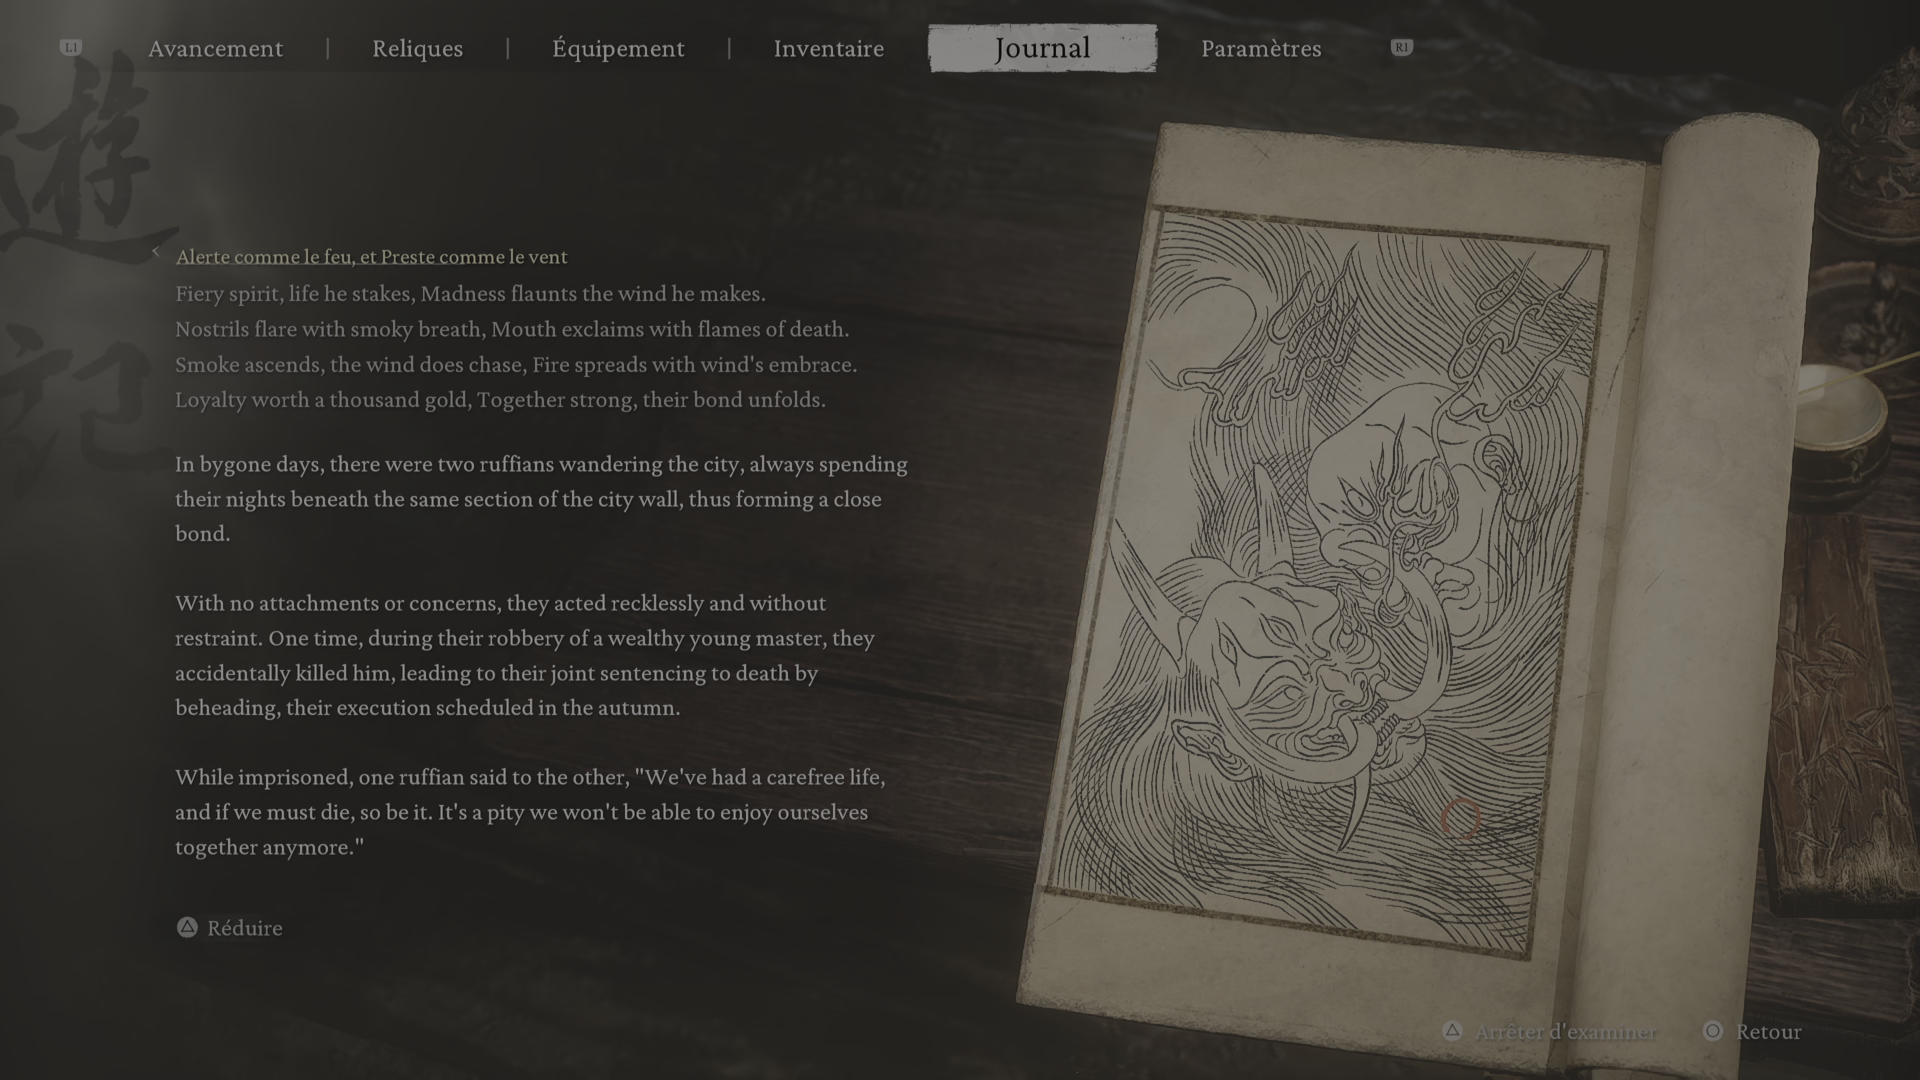 L1
Avancement | Reliques | Équipement | Inventaire Journal Paramètres
R1
遊
記
Alerte comme le feu, et Preste comme le vent
Fiery spirit, life he stakes, Madness flaunts the wind he makes.
Nostrils flare with smoky breath, Mouth exclaims with flames of death.
Smoke ascends, the wind does chase, Fire spreads with wind's embrace.
Loyalty worth a thousand gold, Together strong, their bond unfolds.
In bygone days, there were two ruffians wandering the city, always spending
their nights beneath the same section of the city wall, thus forming a close
bond.
With no attachments or concerns, they acted recklessly and without
restraint. One time, during their robbery of a wealthy young master, they
accidentally killed him, leading to their joint sentencing to death by
beheading, their execution scheduled in the autumn.
While imprisoned, one ruffian said to the other, "We've had a carefree life,
and if we must die, so be it. It's a pity we won't be able to enjoy ourselves
together anymore."
Réduire
Arrêter d'examiner
Retour